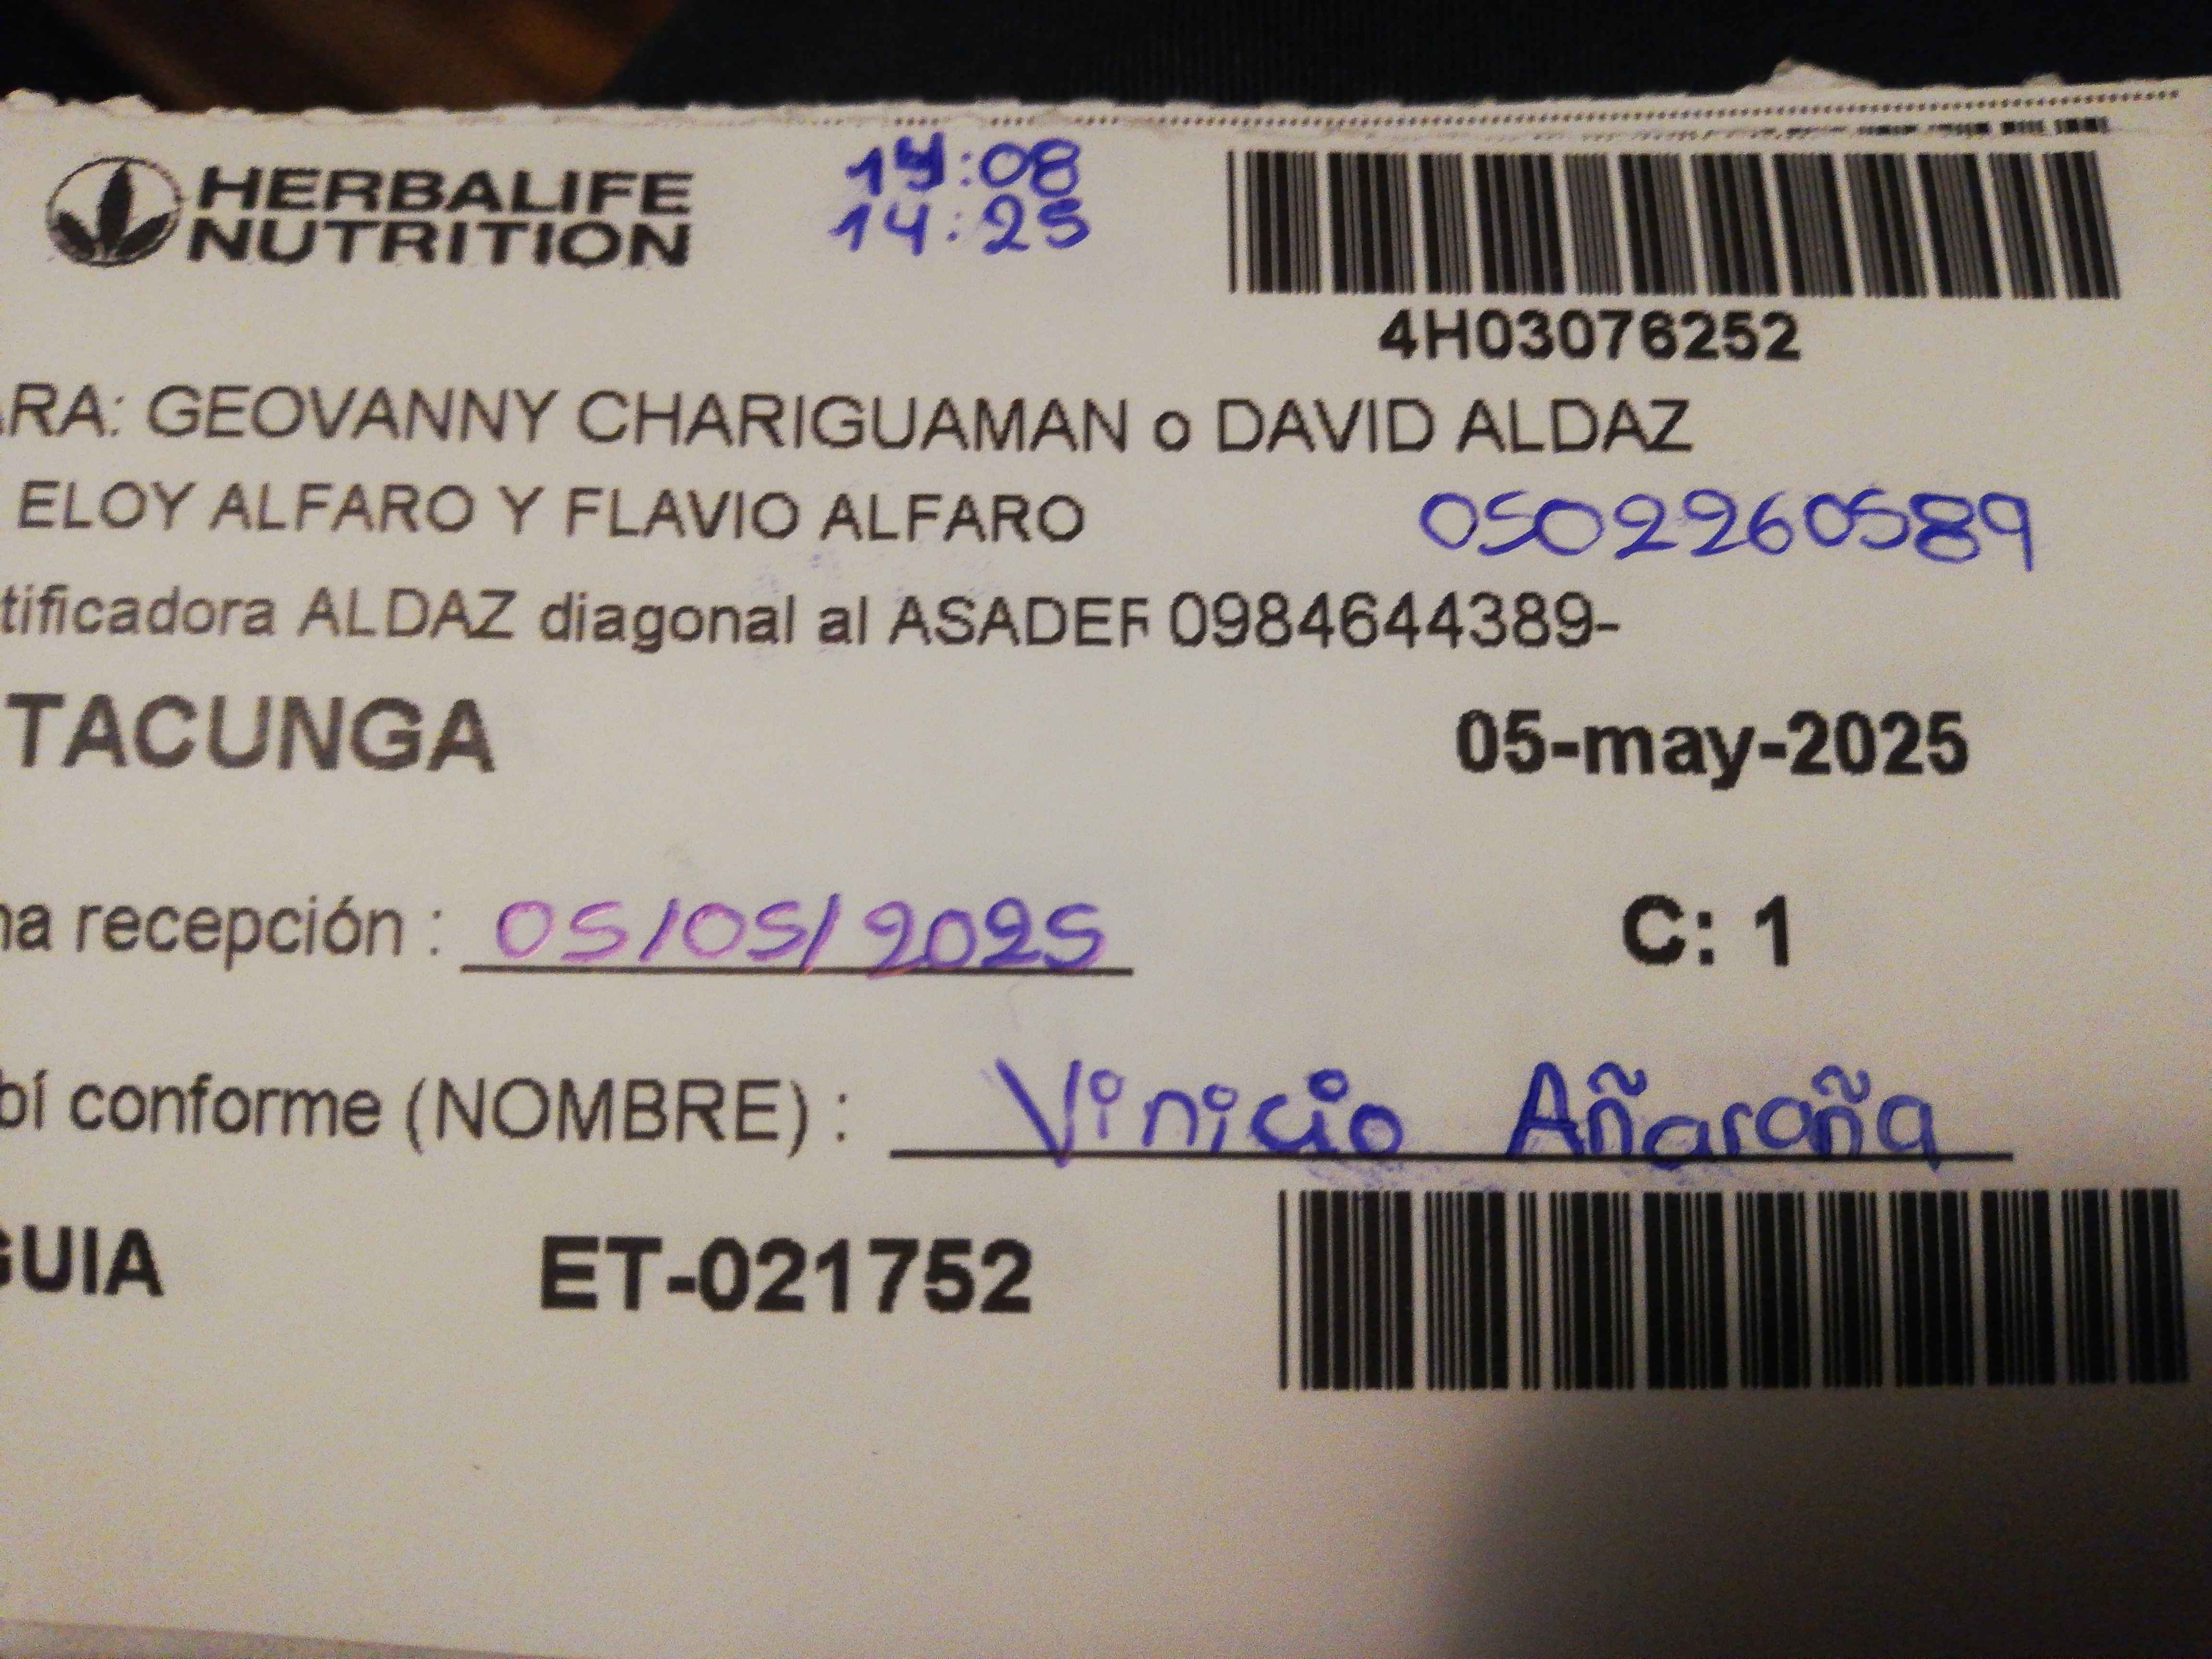 HERBALIFE
NUTRITION
14:08
14:25
4H03076252
ARA: GEOVANNY CHARIGUAMAN o DAVID ALDAZ
ELOY ALFARO Y FLAVIO ALFARO 0502260589
tificadora ALDAZ diagonal al ASADEF 0984644389-
TACUNGA 05-may-2025
ha recepción : 05/05/2025 C: 1
bí conforme (NOMBRE) : Vinicio Añaraña
GUIA ET-021752